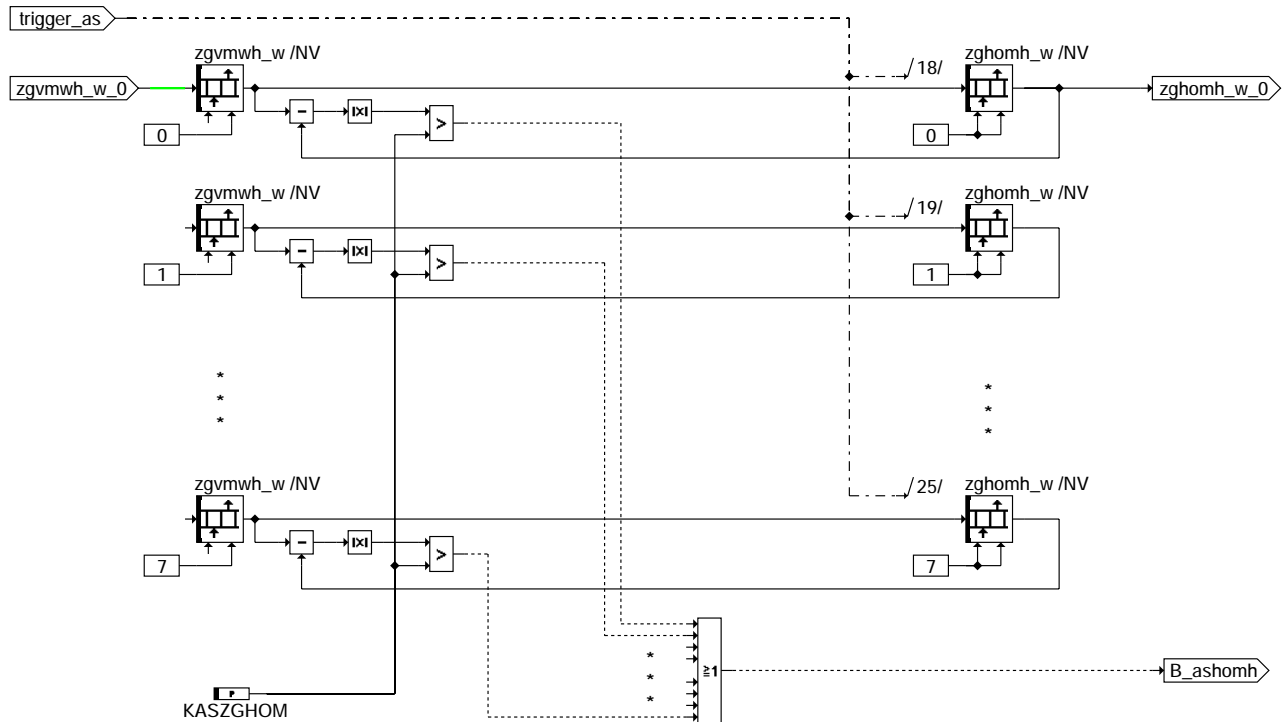 trigger_as
zgvmwh_w /NV
zghomh_w /NV
/18/
zgvmwh_w_0
zghomh_w_0
-
|x|
>
0
0
zgvmwh_w /NV
zghomh_w /NV
/19/
-
|x|
>
1
1
*
*
*
*
*
*
zgvmwh_w /NV
zghomh_w /NV
/25/
-
|x|
>
7
7
*
*
*
≥1
B_ashomh
P
KASZGHOM